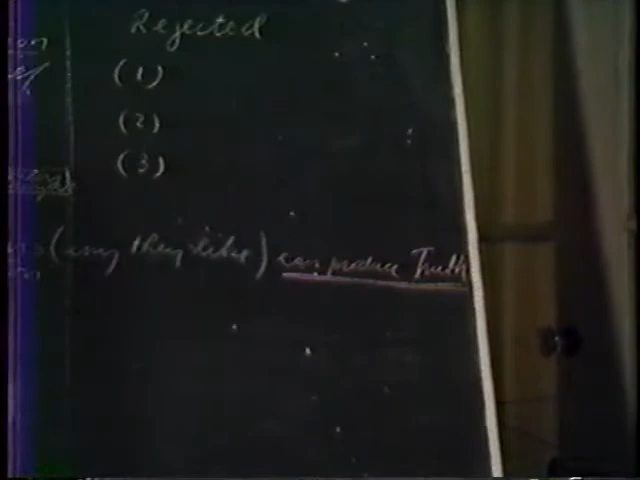 Rejected
(1)
(2)
(3)
(any they like) can produce Truth